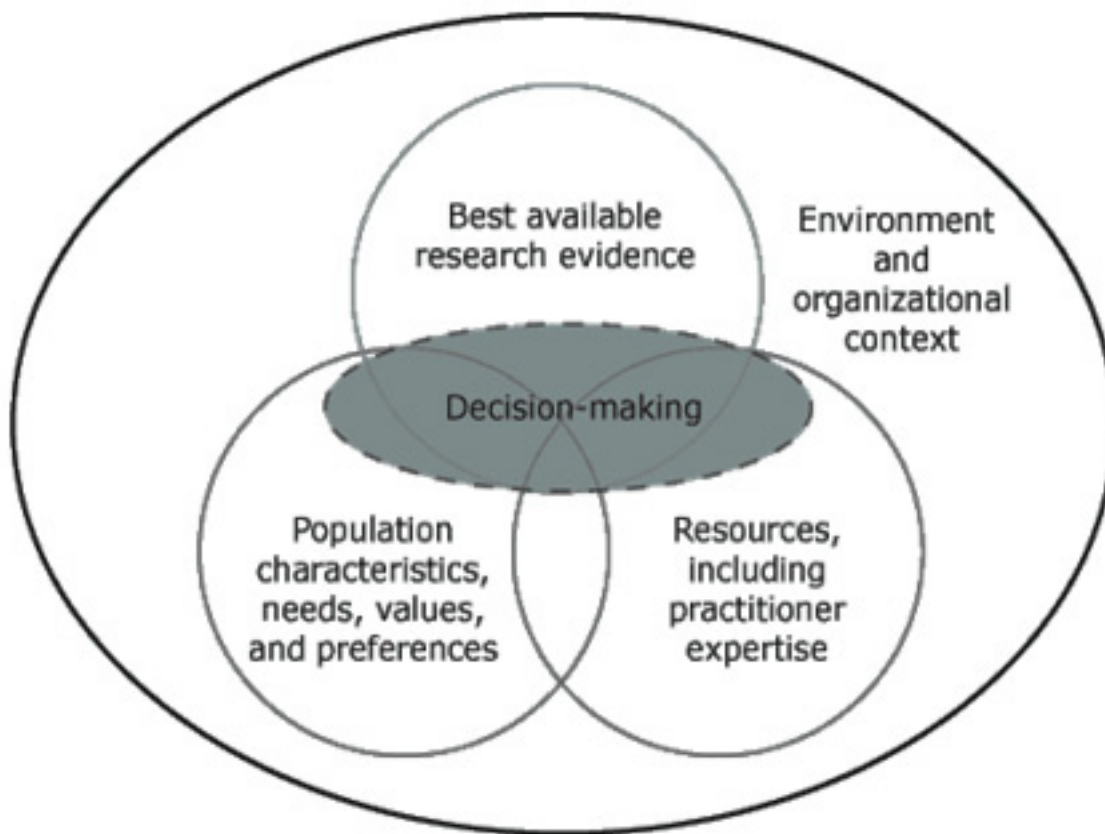 Best available
research evidence
Environment
and
organizational
context
Decision-making
Population
characteristics,
needs, values,
and preferences
Resources,
including
practitioner
expertise